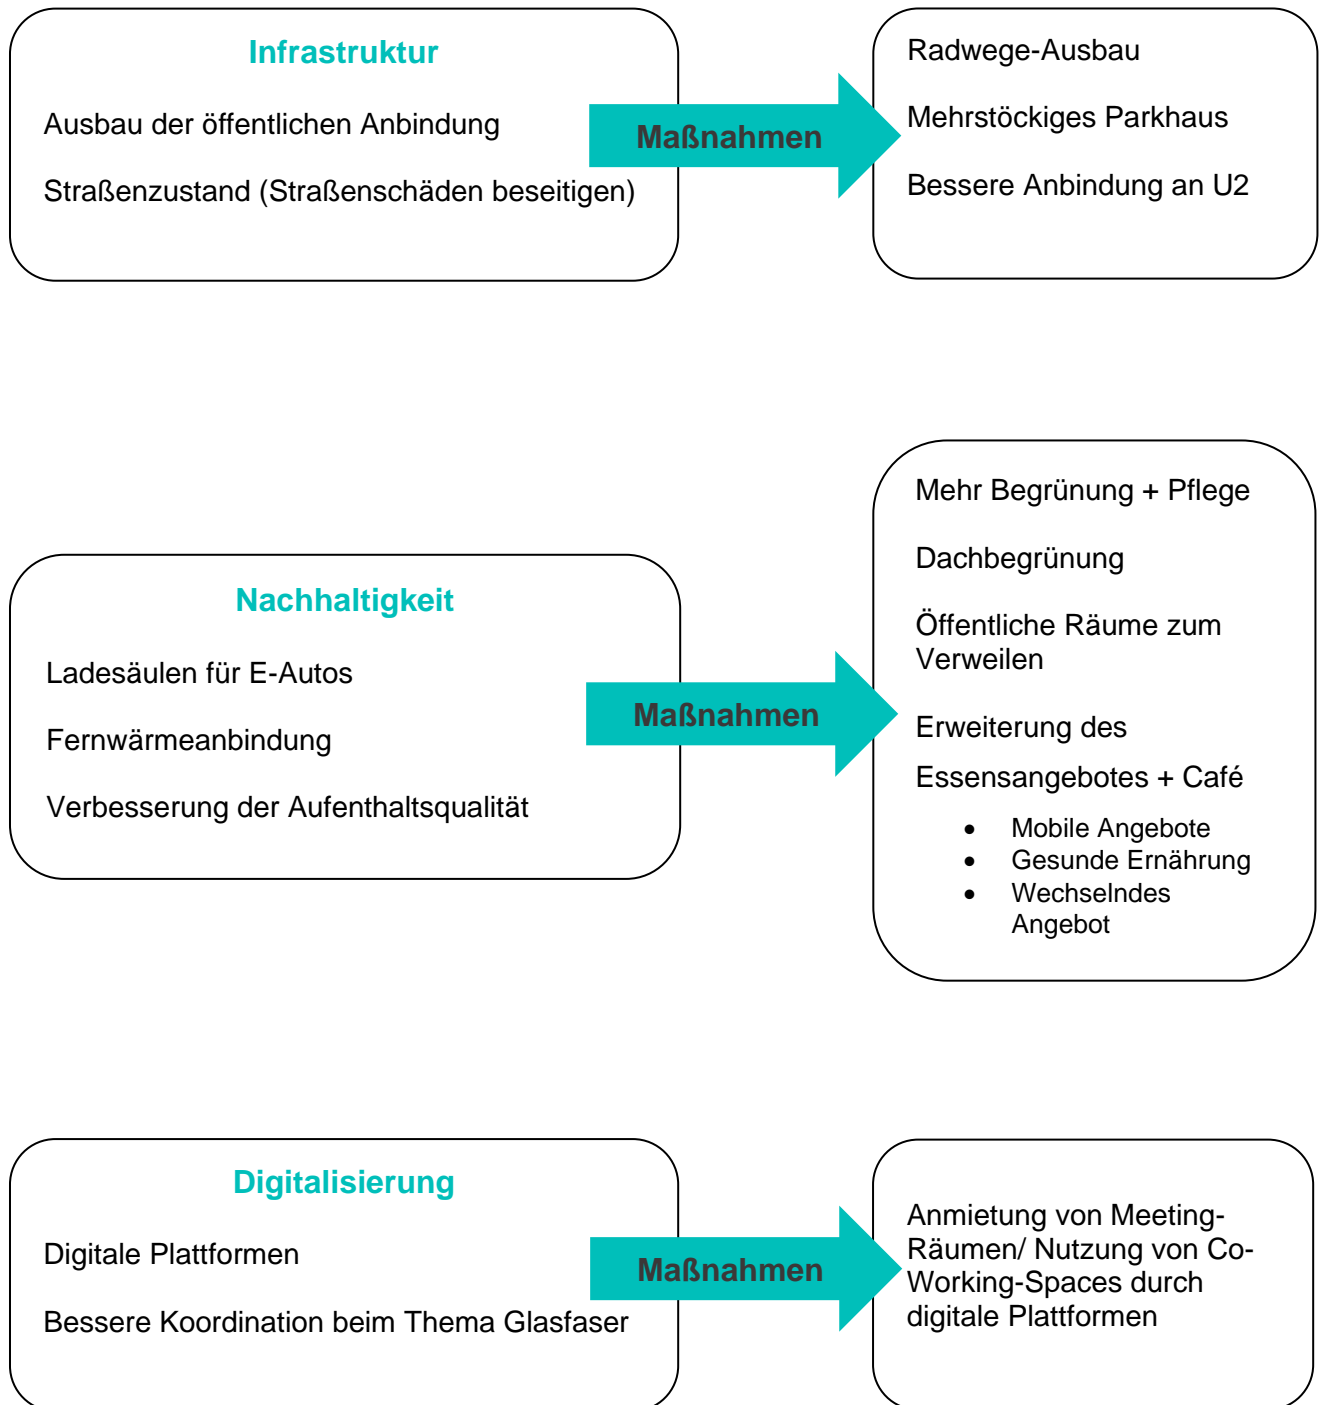 Infrastruktur
Ausbau der öffentlichen Anbindung
Straßenzustand (Straßenschäden beseitigen)
Maßnahmen
Radwege-Ausbau
Mehrstöckiges Parkhaus
Bessere Anbindung an U2
Nachhaltigkeit
Ladesäulen für E-Autos
Fernwärmeanbindung
Verbesserung der Aufenthaltsqualität
Maßnahmen
Mehr Begrünung + Pflege
Dachbegrünung
Öffentliche Räume zum
Verweilen
Erweiterung des
Essensangebotes + Café
• Mobile Angebote
• Gesunde Ernährung
• Wechselndes
Angebot
Digitalisierung
Digitale Plattformen
Bessere Koordination beim Thema Glasfaser
Maßnahmen
Anmietung von Meeting-
Räumen/ Nutzung von Co-
Working-Spaces durch
digitale Plattformen